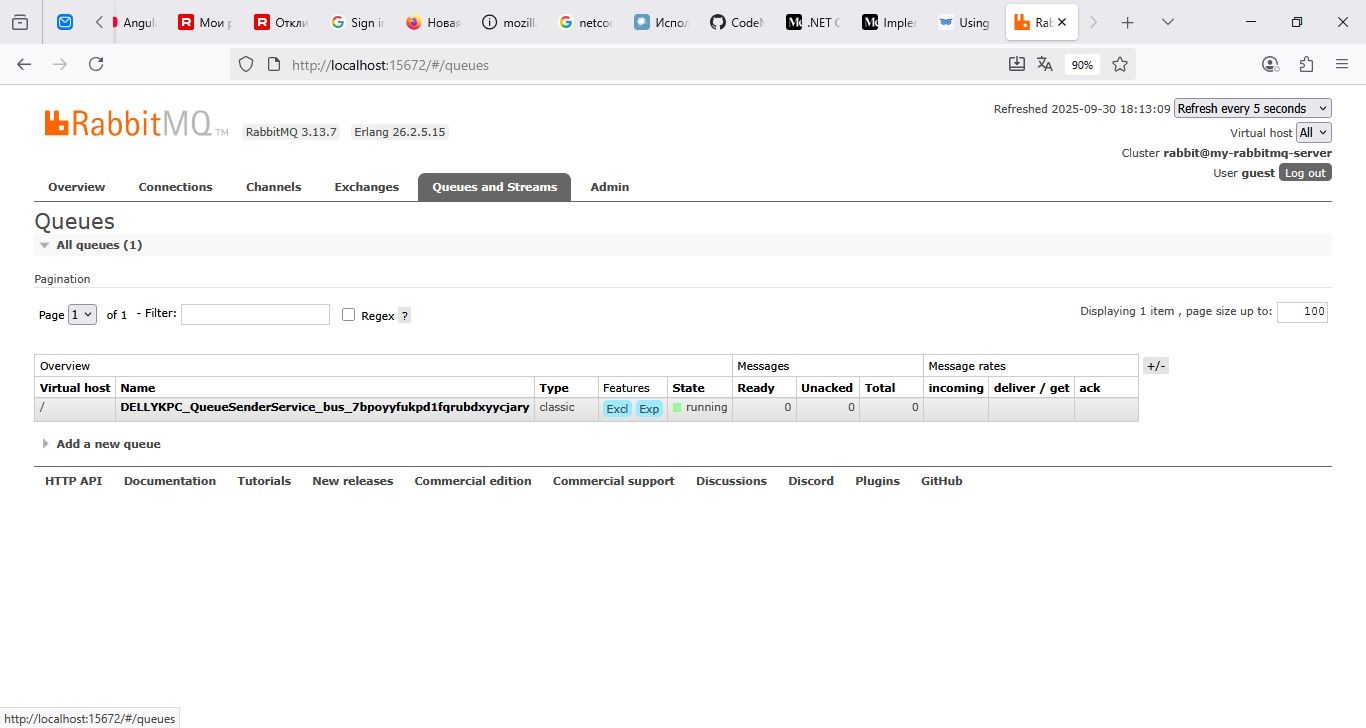 Angula
Мои р
Откли
Sign in
Новая
mozilla
netcor
Испол
CodeM
.NET C
Implem
Using
Rab
http://localhost:15672/#/queues
90%
RabbitMQ TM
RabbitMQ 3.13.7 Erlang 26.2.5.15
Refreshed 2025-09-30 18:13:09 Refresh every 5 seconds
Virtual host All
Cluster rabbit@my-rabbitmq-server
User guest Log out
Overview Connections Channels Exchanges Queues and Streams Admin
Queues
All queues (1)
Pagination
Page 1 of 1 - Filter: Regex ?
Displaying 1 item , page size up to: 100
Overview Messages Message rates +/-
Virtual host Name Type Features State Ready Unacked Total incoming deliver / get ack
/ DELLYKPC_QueueSenderService_bus_7bpoyyfukpd1fqrubdxyycjary classic Excl Exp running 0 0 0
Add a new queue
HTTP API Documentation Tutorials New releases Commercial edition Commercial support Discussions Discord Plugins GitHub
http://localhost:15672/#/queues